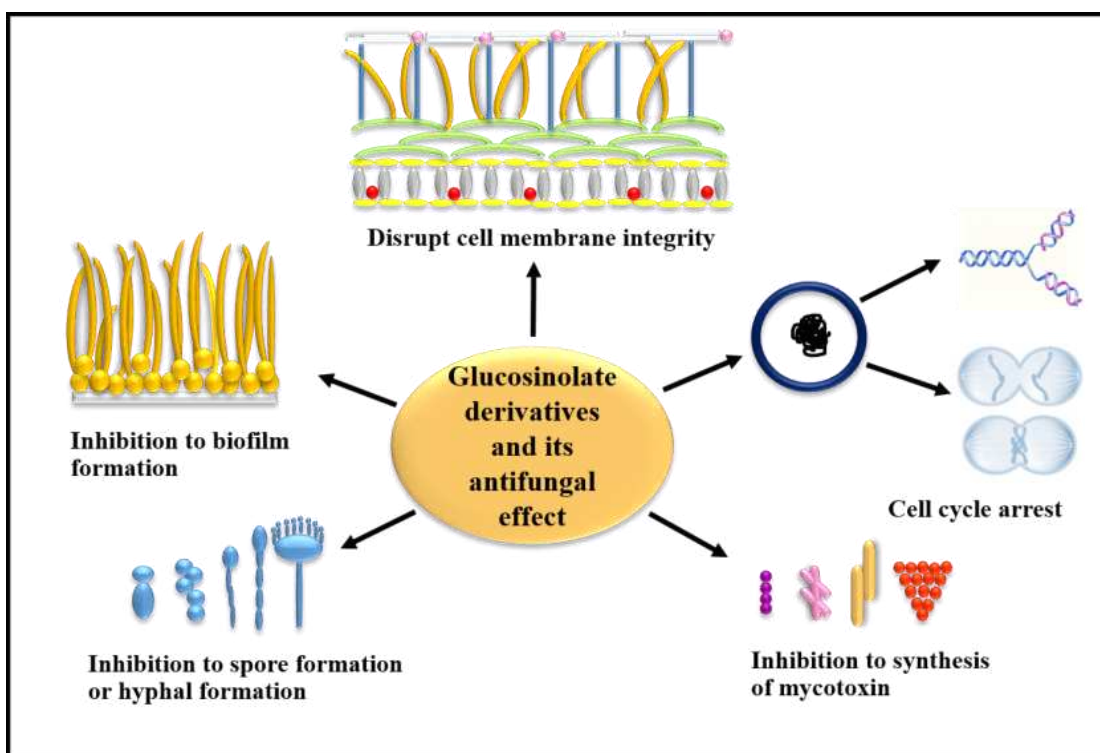 Disrupt cell membrane integrity
Glucosinolate
derivatives
and its
antifungal
effect
Inhibition to biofilm
formation
Cell cycle arrest
Inhibition to spore formation
or hyphal formation
Inhibition to synthesis
of mycotoxin